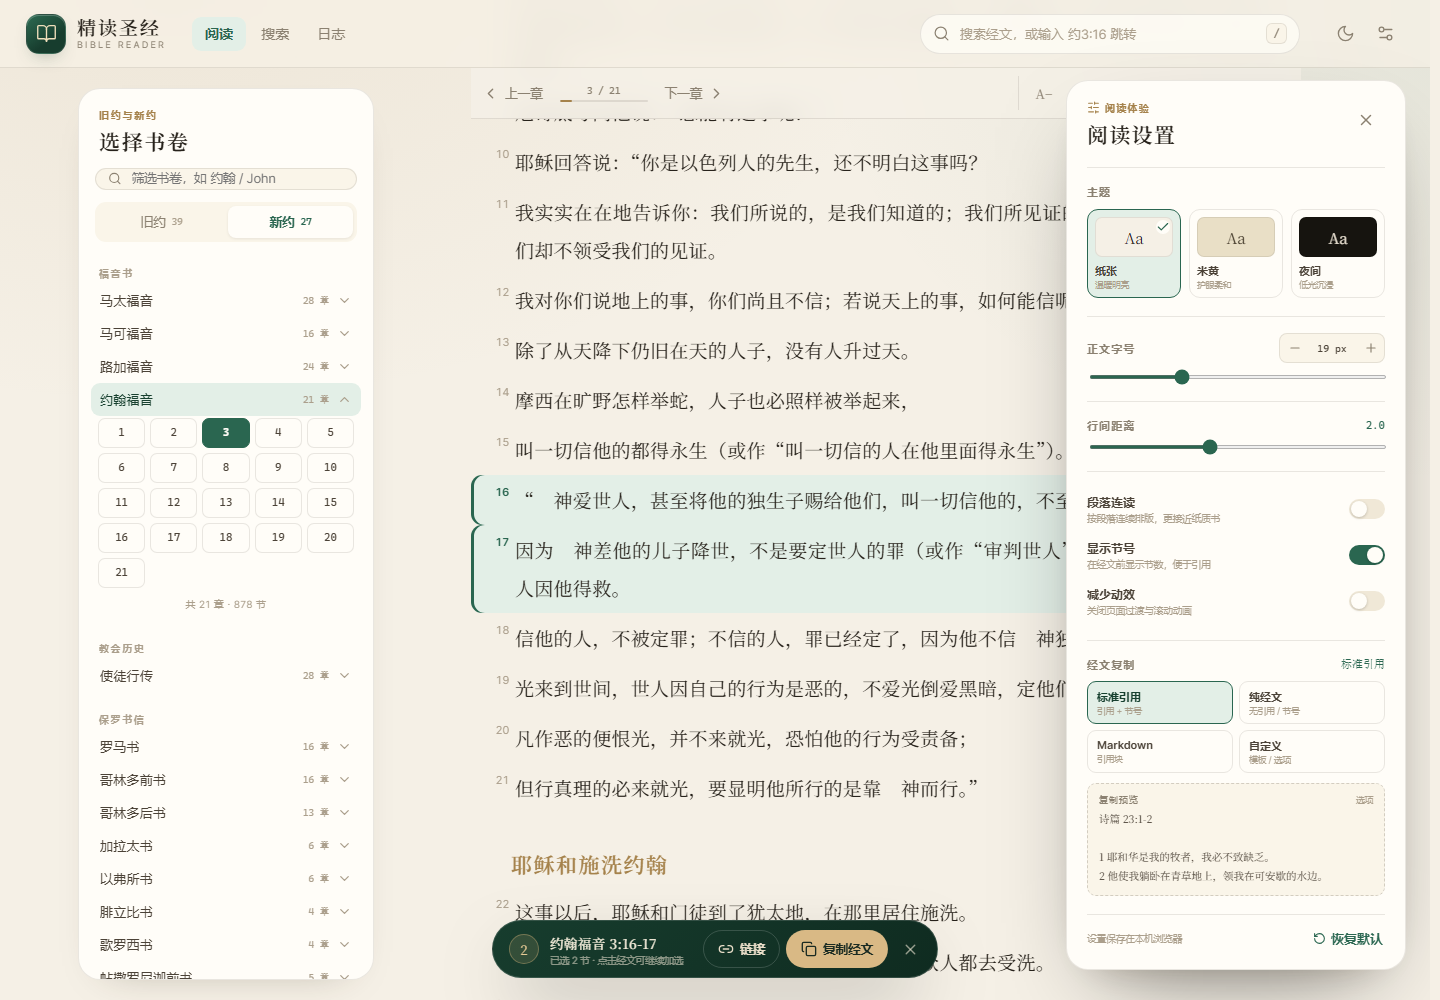 精读圣经
BIBLE READER
阅读
搜索
日志
搜索经文，或输入 约3:16 跳转
/
旧约与新约
选择书卷
筛选书卷，如 约翰 / John
旧约 39
新约 27
福音书
马太福音 28 章
马可福音 16 章
路加福音 24 章
约翰福音 21 章
1 2 3 4 5
6 7 8 9 10
11 12 13 14 15
16 17 18 19 20
21
共 21 章 · 878 节
教会历史
使徒行传 28 章
保罗书信
罗马书 16 章
哥林多前书 16 章
哥林多后书 13 章
加拉太书 6 章
以弗所书 6 章
腓立比书 4 章
歌罗西书 4 章
帖撒罗尼迦前书 5 章
上一章
3 / 21
下一章
A−
10 耶稣回答说：“你是以色列人的先生，还不明白这事吗？
11 我实实在在地告诉你：我们所说的，是我们知道的；我们所见证的
们却不领受我们的见证。
12 我对你们说地上的事，你们尚且不信；若说天上的事，如何能信呢
13 除了从天降下仍旧在天的人子，没有人升过天。
14 摩西在旷野怎样举蛇，人子也必照样被举起来，
15 叫一切信他的都得永生（或作“叫一切信的人在他里面得永生”）。
16 “　神爱世人，甚至将他的独生子赐给他们，叫一切信他的，不至
17 因为　神差他的儿子降世，不是要定世人的罪（或作“审判世人”
人因他得救。
18 信他的人，不被定罪；不信的人，罪已经定了，因为他不信　神独
19 光来到世间，世人因自己的行为是恶的，不爱光倒爱黑暗，定他们
20 凡作恶的便恨光，并不来就光，恐怕他的行为受责备；
21 但行真理的必来就光，要显明他所行的是靠　神而行。”
耶稣和施洗约翰
22 这事以后，耶稣和门徒到了犹太地，在那里居住施洗。
人都去受洗。
2
约翰福音 3:16-17
已选 2 节 · 点击经文可继续加选
链接
复制经文
阅读体验
阅读设置
主题
Aa
纸张
温暖明亮
Aa
米黄
护眼柔和
Aa
夜间
低光沉浸
正文字号
19 px
行间距离 2.0
段落连读
按段落连续排版，更接近纸质书
显示节号
在经文前显示节数，便于引用
减少动效
关闭页面过渡与滚动动画
经文复制 标准引用
标准引用
引用 + 节号
纯经文
无引用 / 节号
Markdown
引用块
自定义
模板 / 选项
复制预览 选项
诗篇 23:1-2
1 耶和华是我的牧者，我必不致缺乏。
2 他使我躺卧在青草地上，领我在可安歇的水边。
设置保存在本机浏览器
恢复默认